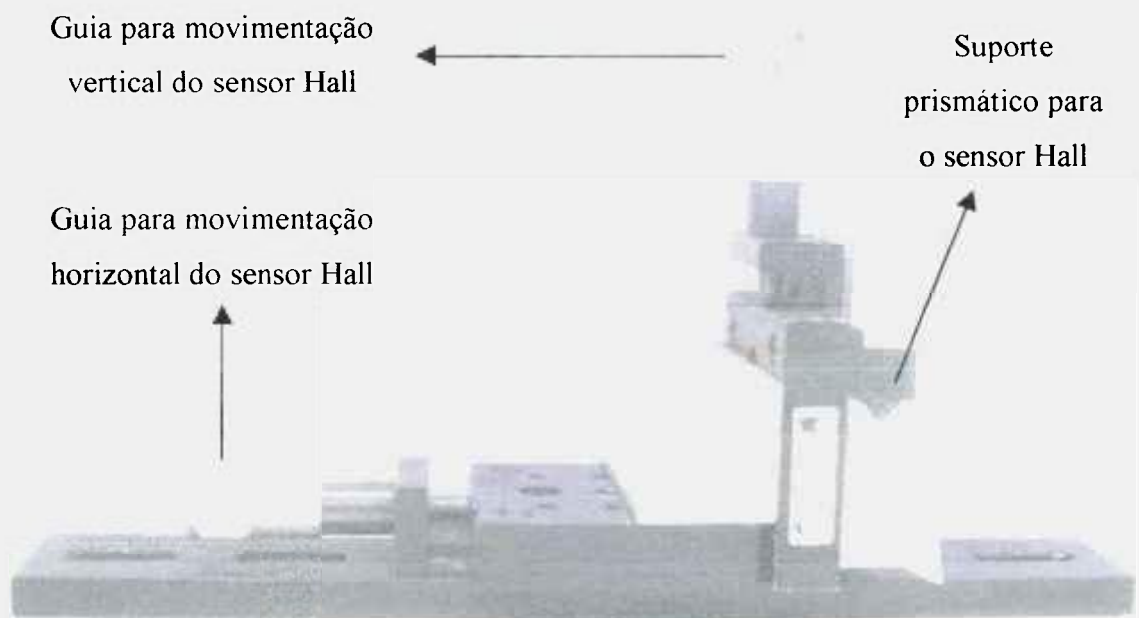 Guia para movimentação
vertical do sensor Hall
Suporte
prismático para
o sensor Hall
Guia para movimentação
horizontal do sensor Hall